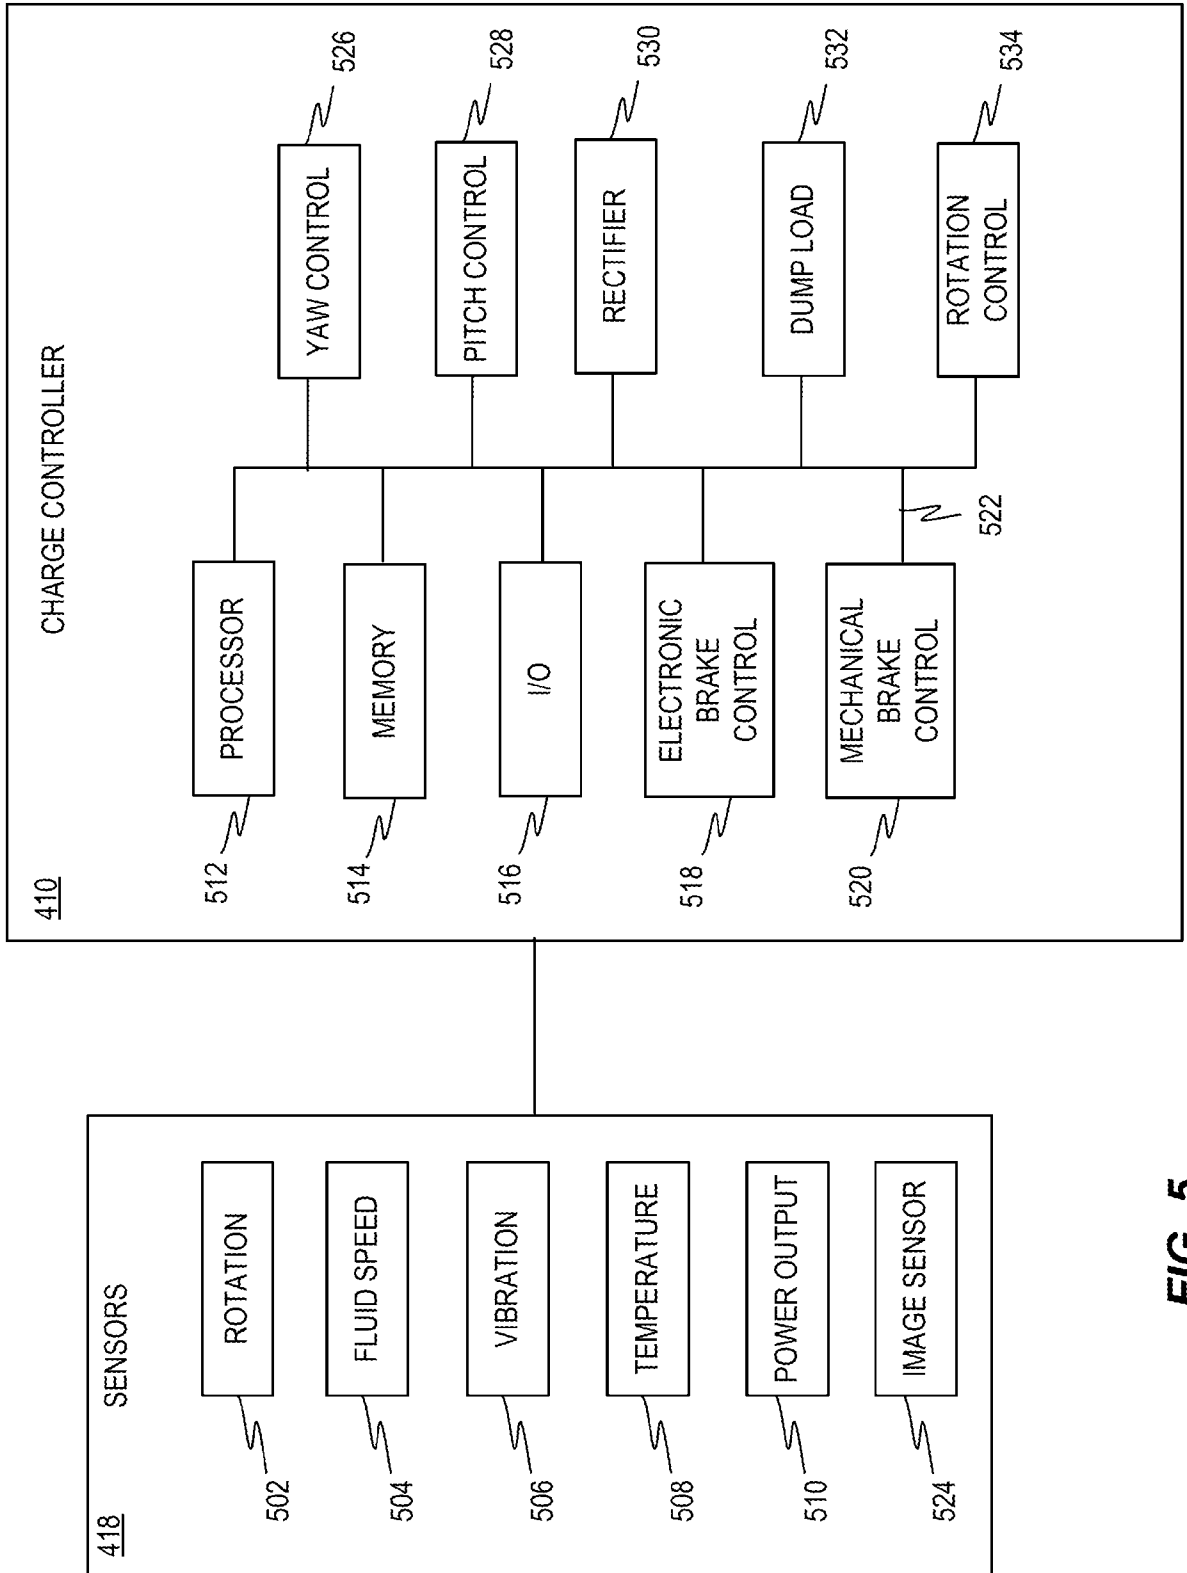 418
SENSORS
502
ROTATION
504
FLUID SPEED
506
VIBRATION
508
TEMPERATURE
510
POWER OUTPUT
524
IMAGE SENSOR
410
CHARGE CONTROLLER
512
PROCESSOR
514
MEMORY
516
I/O
518
ELECTRONIC
BRAKE
CONTROL
520
MECHANICAL
BRAKE
CONTROL
522
YAW CONTROL
526
PITCH CONTROL
528
RECTIFIER
530
DUMP LOAD
532
ROTATION
CONTROL
534
FIG. 5